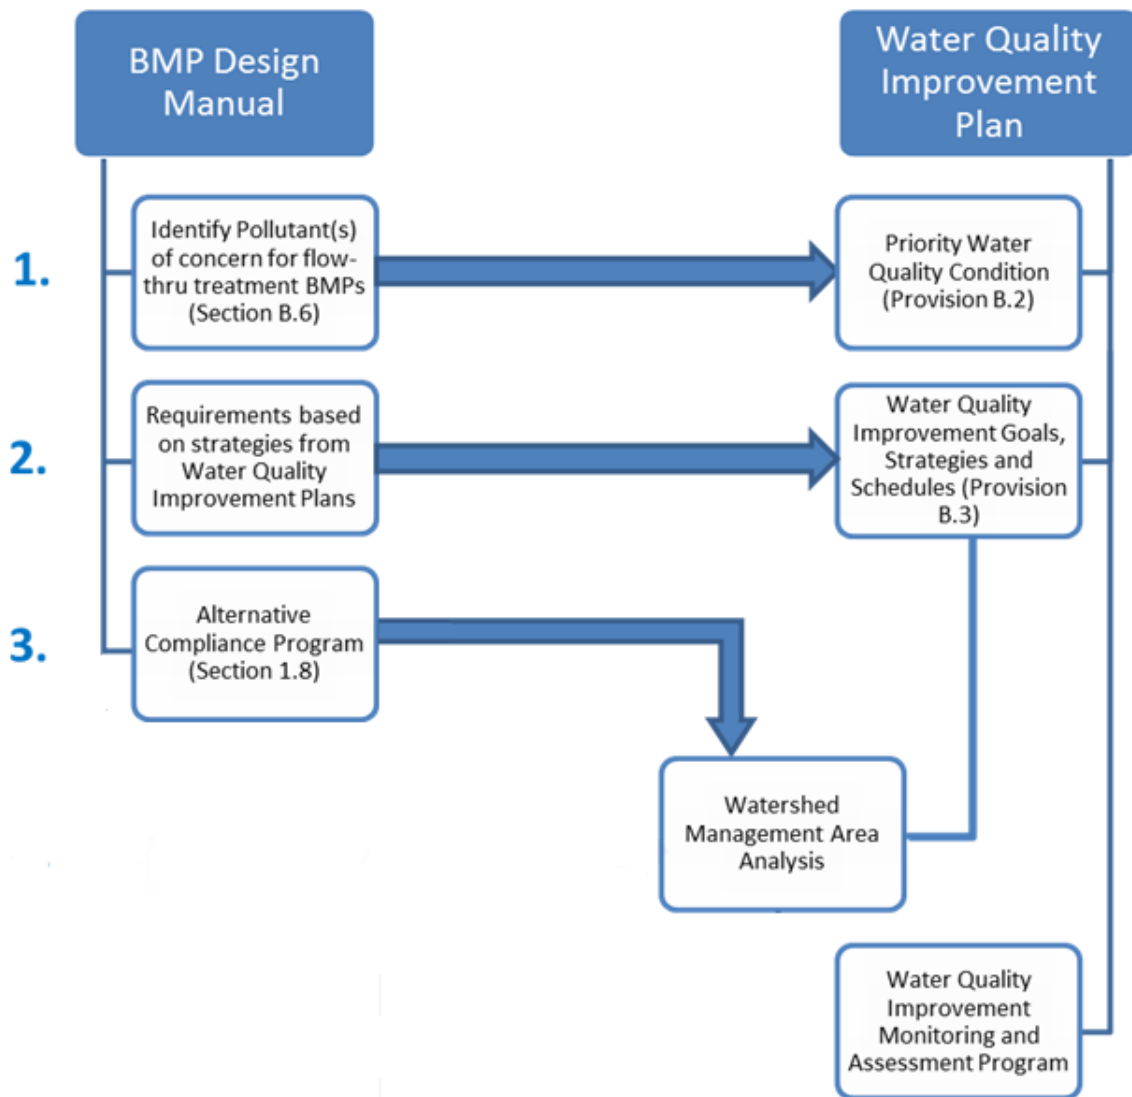 BMP Design
Manual
Water Quality
Improvement
Plan
1.
Identify Pollutant(s)
of concern for flow-
thru treatment BMPs
(Section B.6)
Priority Water
Quality Condition
(Provision B.2)
2.
Requirements based
on strategies from
Water Quality
Improvement Plans
Water Quality
Improvement Goals,
Strategies and
Schedules (Provision
B.3)
3.
Alternative
Compliance Program
(Section 1.8)
Watershed
Management Area
Analysis
Water Quality
Improvement
Monitoring and
Assessment Program